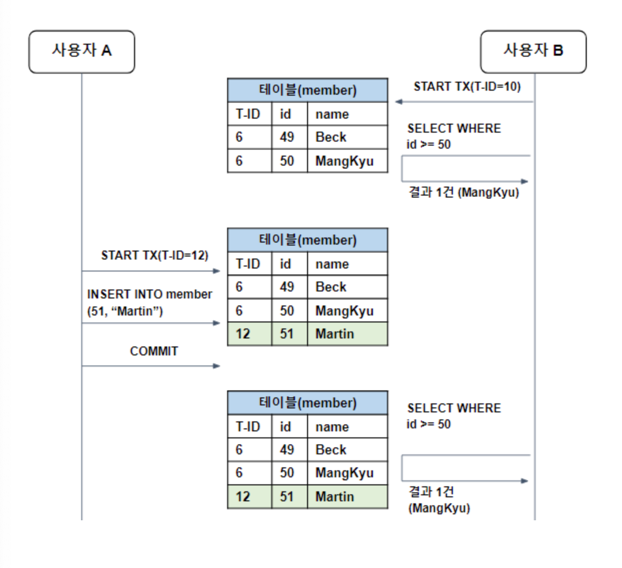 사용자 A
사용자 B
테이블(member)
T-ID id name
6 49 Beck
6 50 MangKyu
START TX(T-ID=10)
SELECT WHERE
id >= 50
결과 1건 (MangKyu)
START TX(T-ID=12)
INSERT INTO member
(51, “Martin”)
COMMIT
테이블(member)
T-ID id name
6 49 Beck
6 50 MangKyu
12 51 Martin
테이블(member)
T-ID id name
6 49 Beck
6 50 MangKyu
12 51 Martin
SELECT WHERE
id >= 50
결과 1건
(MangKyu)